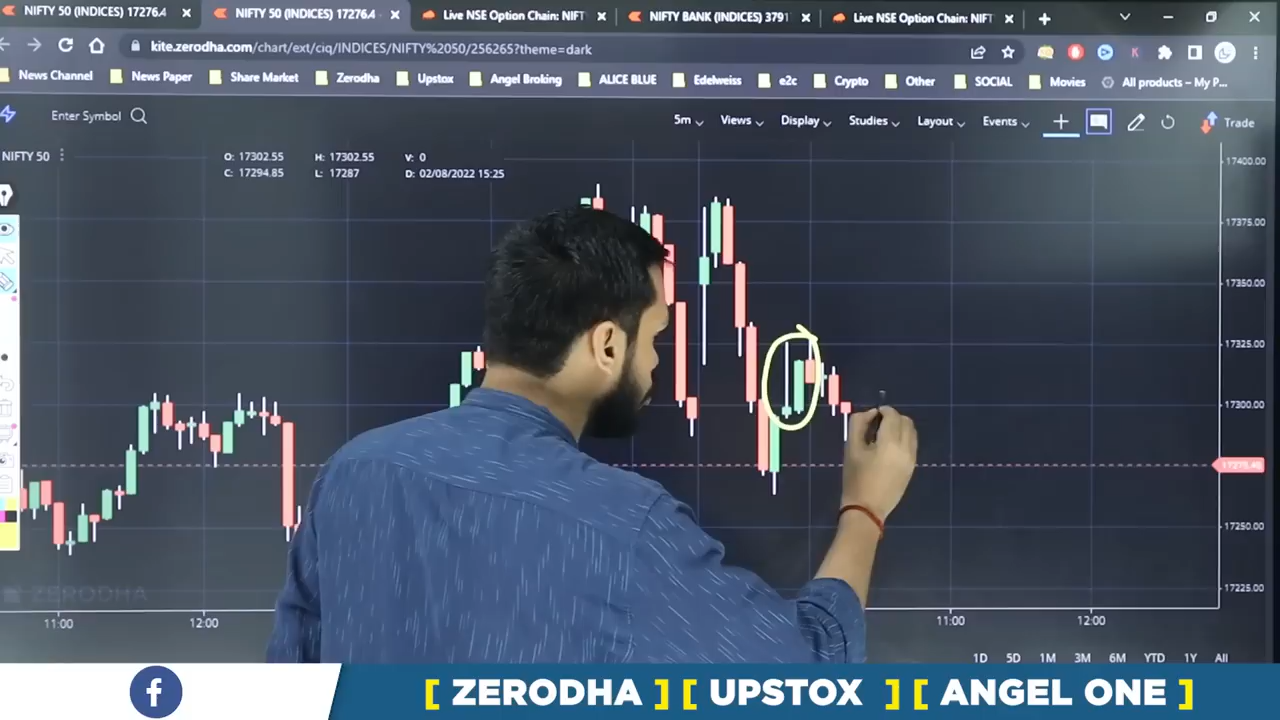 NIFTY 50 (INDICES) 17276.4
NIFTY 50 (INDICES) 17276.4
Live NSE Option Chain: NIFT
NIFTY BANK (INDICES) 3791
Live NSE Option Chain: NIFT
kite.zerodha.com/chart/ext/ciq/INDICES/NIFTY%2050/256265?theme=dark
News Channel News Paper Share Market Zerodha Upstox Angel Broking ALICE BLUE Edelweiss e2c Crypto Other SOCIAL Movies All products – My P...
Enter Symbol 5m Views Display Studies Layout Events Trade
NIFTY 50 O: 17302.55 H: 17302.55 V: 0
C: 17294.85 L: 17287 D: 02/08/2022 15:25
17400.00
17375.00
17350.00
17325.00
17300.00
17250.00
17225.00
ZERODHA
11:00 12:00 11:00 12:00
1D 5D 1M 3M 6M YTD 1Y All
f [ ZERODHA ] [ UPSTOX ] [ ANGEL ONE ]